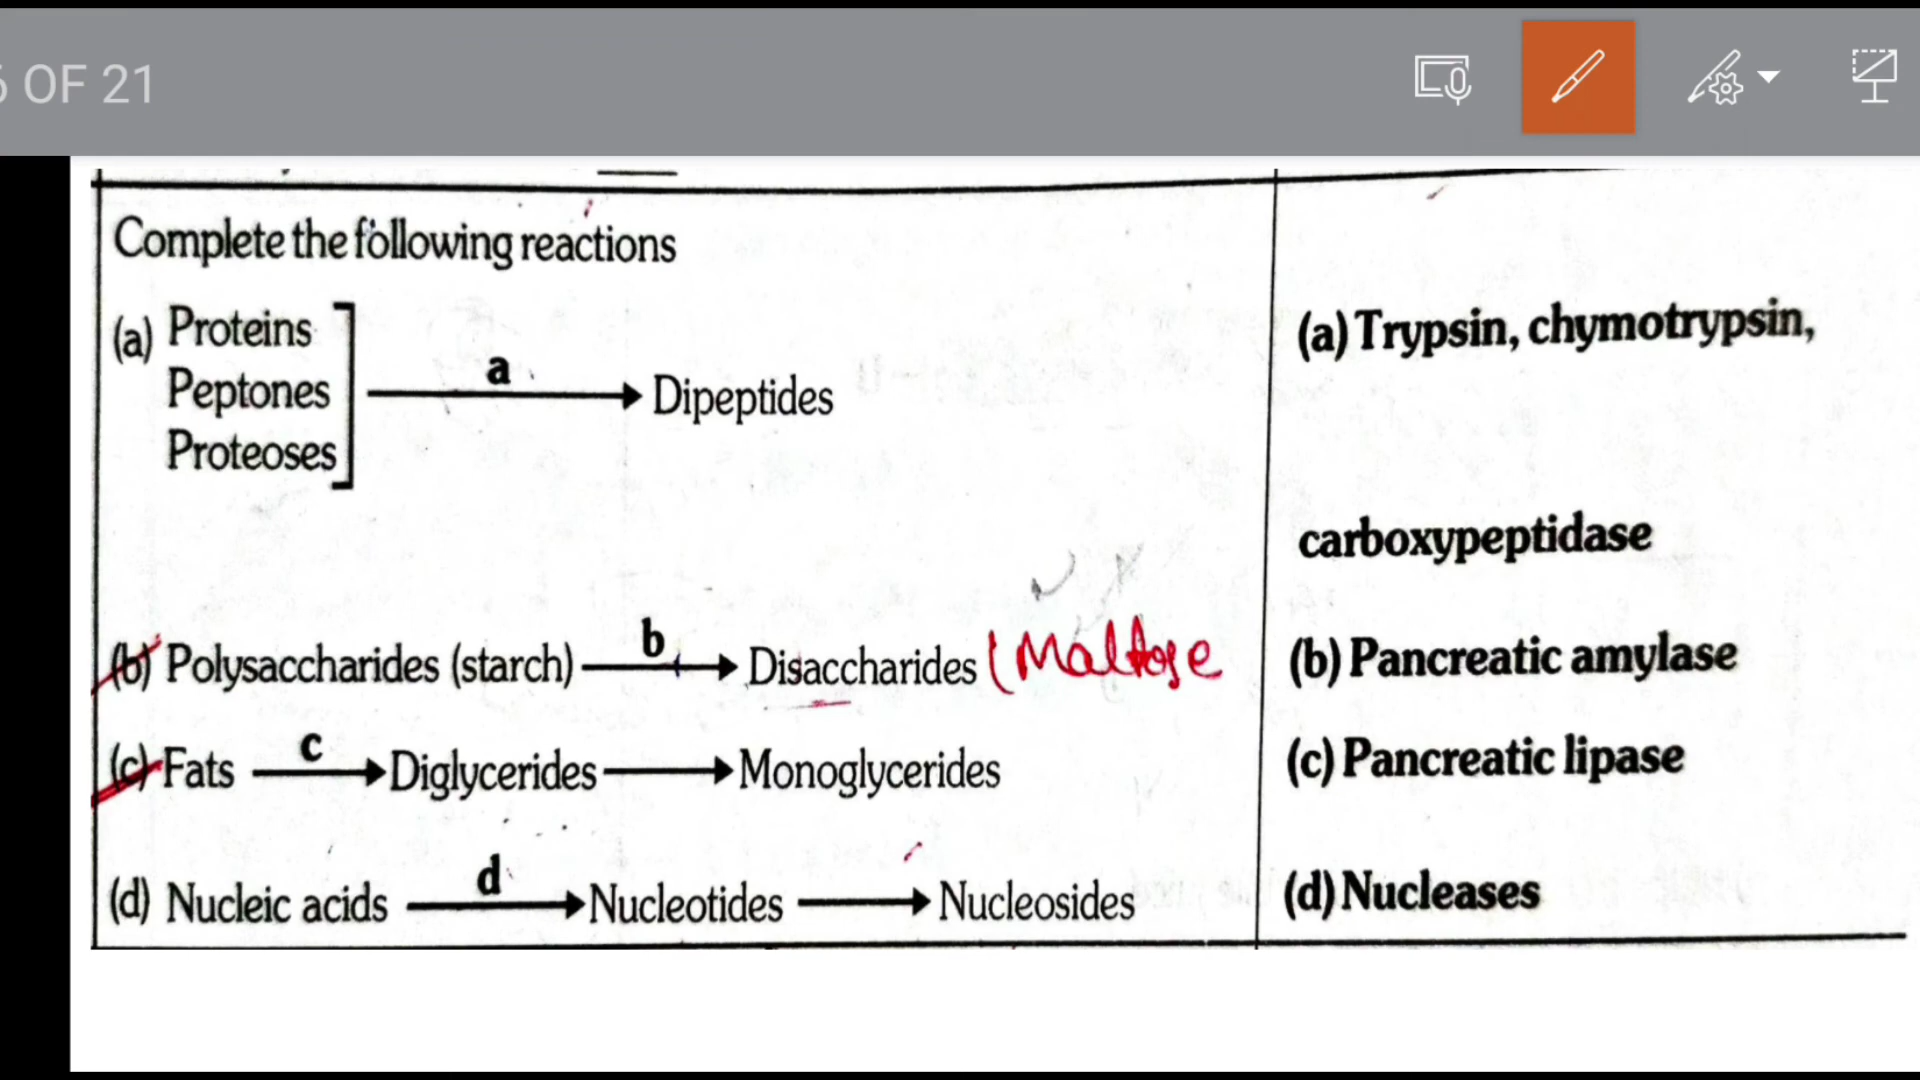 OF 21
Complete the following reactions
(a) Proteins
Peptones
Proteoses
a
Dipeptides
(a) Trypsin, chymotrypsin,
carboxypeptidase
b
(b) Polysaccharides (starch) Disaccharides (Maltose
(b) Pancreatic amylase
c
(c) Fats Diglycerides Monoglycerides
(c) Pancreatic lipase
d
(d) Nucleic acids Nucleotides Nucleosides
(d) Nucleases